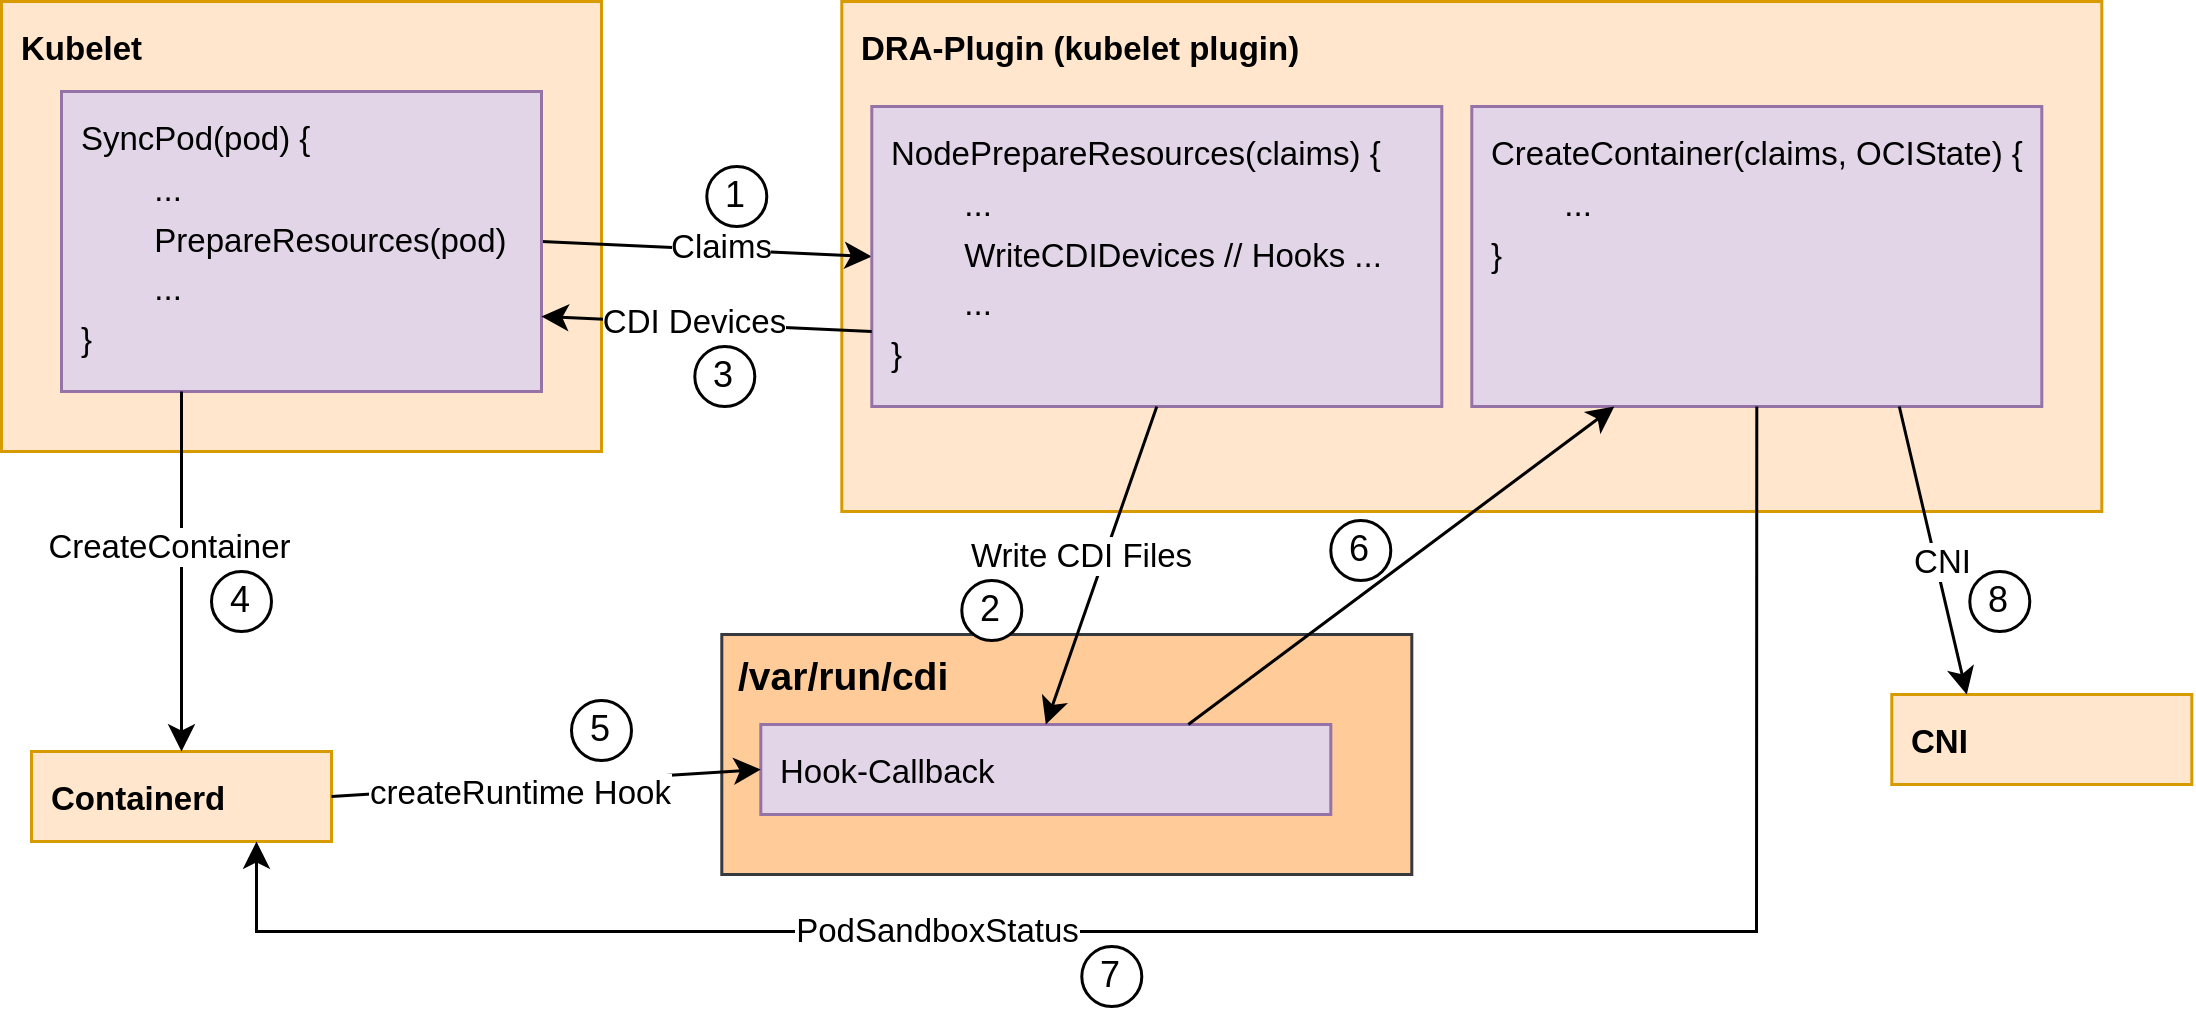 Kubelet
SyncPod(pod) {
...
PrepareResources(pod)
...
}
DRA-Plugin (kubelet plugin)
NodePrepareResources(claims) {
...
WriteCDIDevices // Hooks ...
...
}
CreateContainer(claims, OCIState) {
...
}
1
Claims
CDI Devices
3
CreateContainer
4
Write CDI Files
2
6
CNI
8
/var/run/cdi
Hook-Callback
5
createRuntime Hook
Containerd
CNI
PodSandboxStatus
7